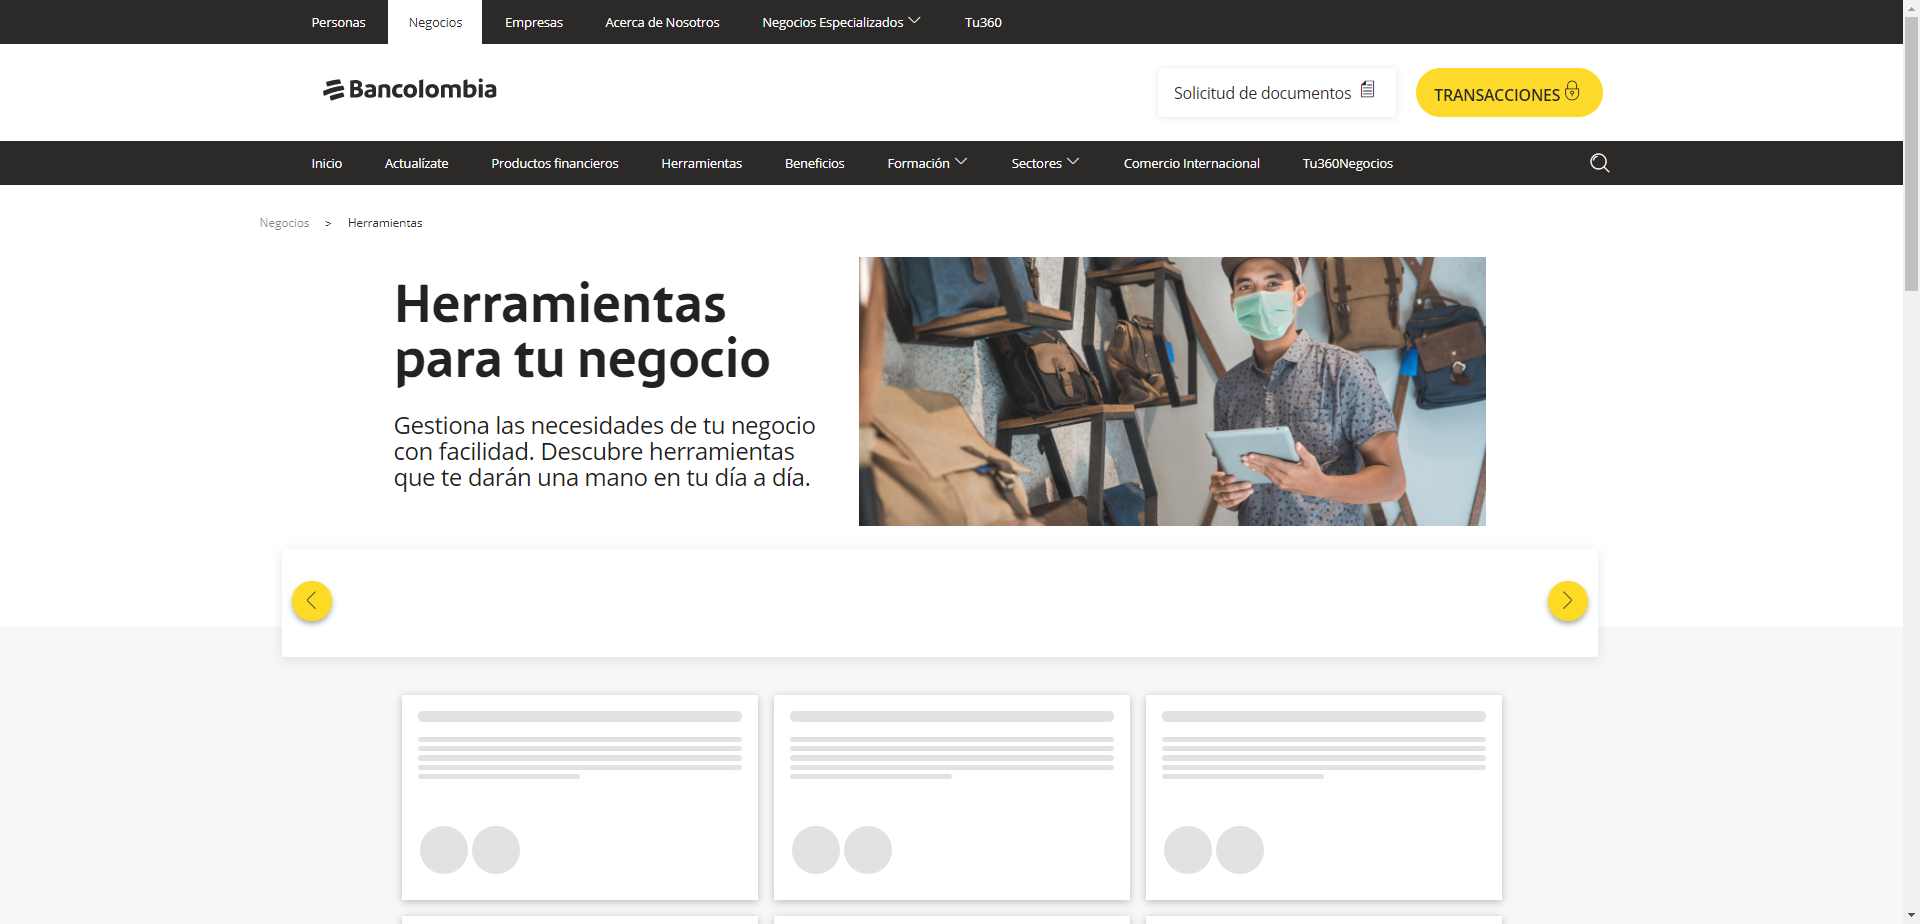 Personas Negocios Empresas Acerca de Nosotros Negocios Especializados Tu360
Bancolombia
Solicitud de documentos
TRANSACCIONES
Inicio Actualízate Productos financieros Herramientas Beneficios Formación Sectores Comercio Internacional Tu360Negocios
Negocios > Herramientas
Herramientas
para tu negocio
Gestiona las necesidades de tu negocio
con facilidad. Descubre herramientas
que te darán una mano en tu día a día.